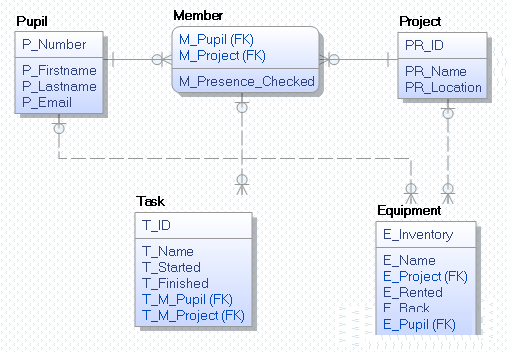 Pupil
P_Number
P_Firstname
P_Lastname
P_Email
Member
M_Pupil (FK)
M_Project (FK)
M_Presence_Checked
Project
PR_ID
PR_Name
PR_Location
Task
T_ID
T_Name
T_Started
T_Finished
T_M_Pupil (FK)
T_M_Project (FK)
Equipment
E_Inventory
E_Name
E_Project (FK)
E_Rented
E_Back
E_Pupil (FK)